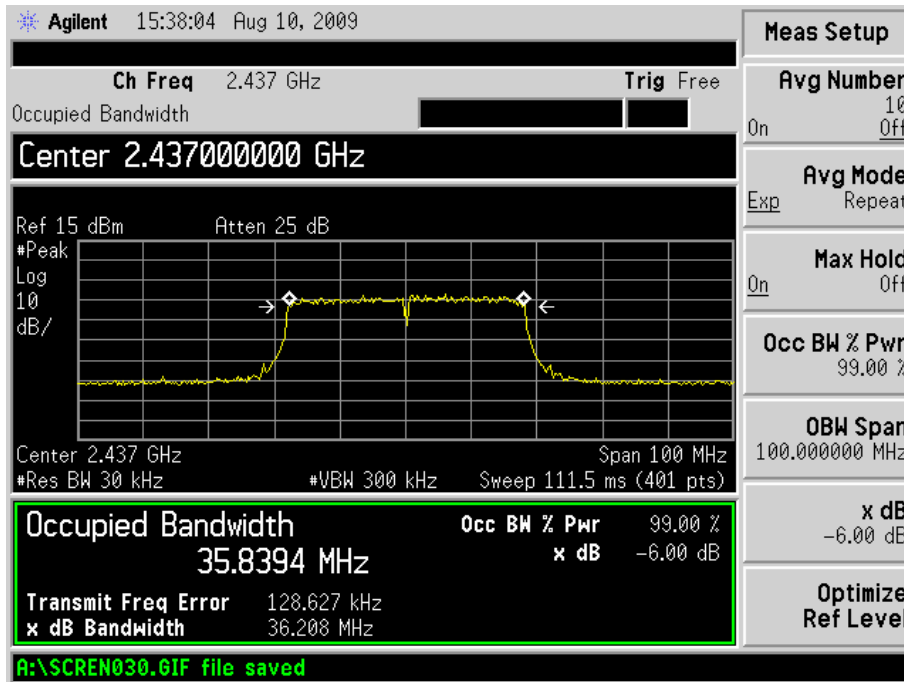 Agilent 15:38:04 Aug 10, 2009
Ch Freq 2.437 GHz Trig Free
Occupied Bandwidth
Center 2.437000000 GHz
Ref 15 dBm Atten 25 dB
#Peak
Log
10
dB/
Center 2.437 GHz Span 100 MHz
#Res BW 30 kHz #VBW 300 kHz Sweep 111.5 ms (401 pts)
Occupied Bandwidth
35.8394 MHz
Occ BW % Pwr 99.00 %
x dB -6.00 dB
Transmit Freq Error 128.627 kHz
x dB Bandwidth 36.208 MHz
A:\SCREN030.GIF file saved
Meas Setup
Avg Number
10
On Off
Avg Mode
Exp Repeat
Max Hold
On Off
Occ BW % Pwr
99.00 %
OBW Span
100.000000 MHz
x dB
-6.00 dB
Optimize
Ref Level